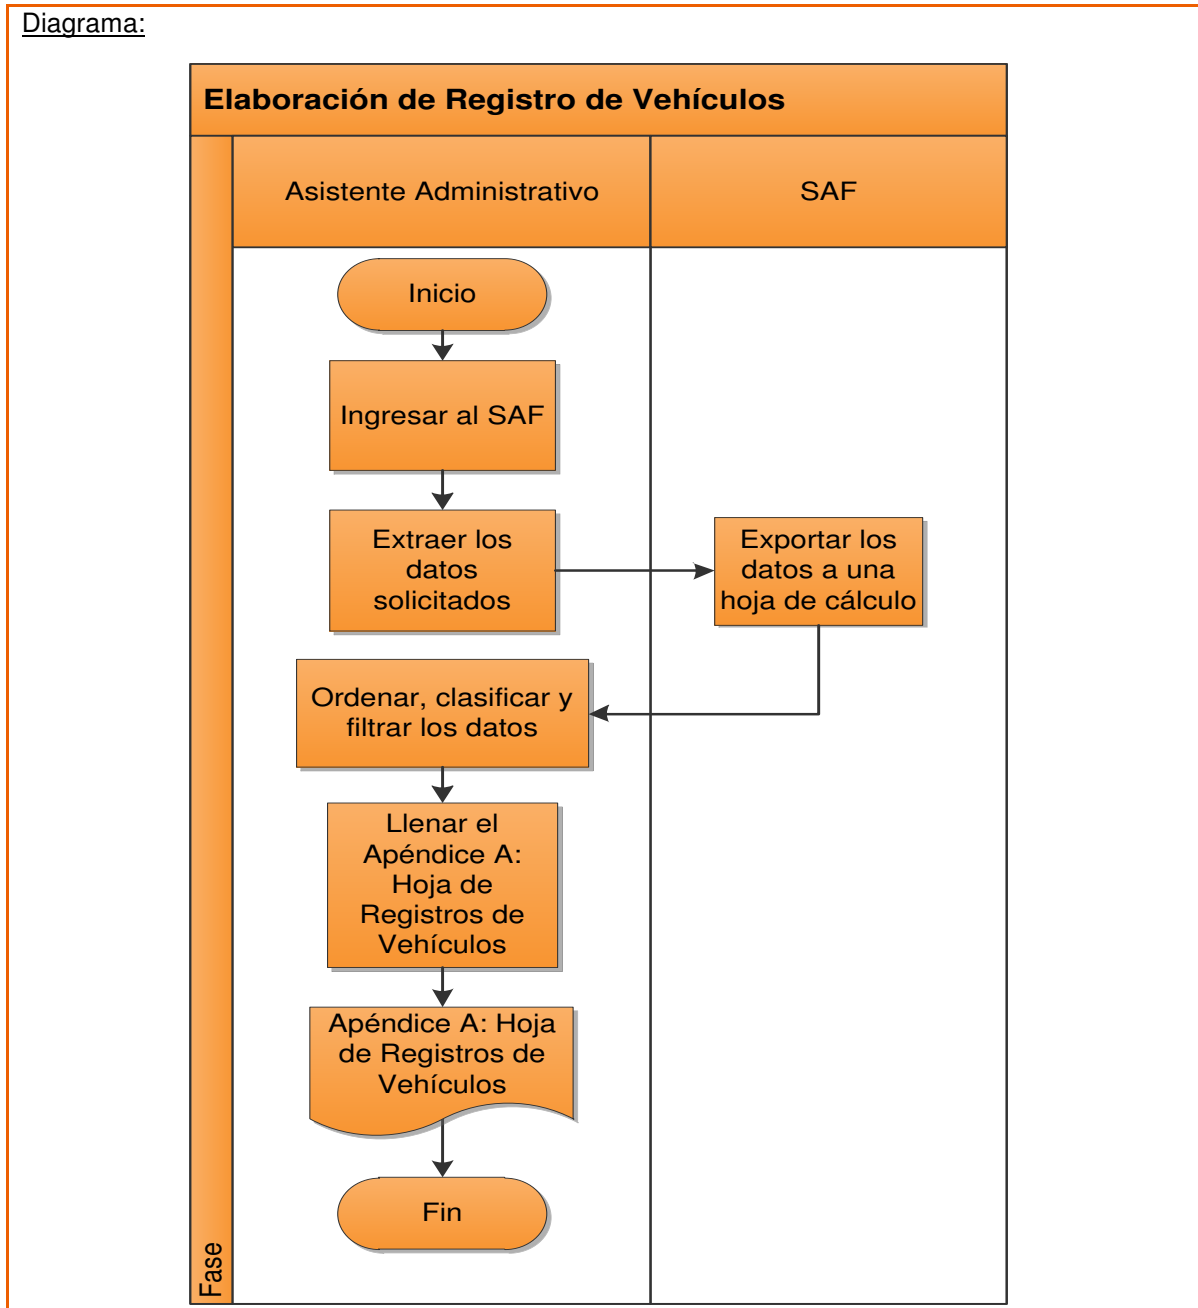 Diagrama:
Elaboración de Registro de Vehículos
Asistente Administrativo
SAF
Inicio
Ingresar al SAF
Extraer los
datos
solicitados
Exportar los
datos a una
hoja de cálculo
Ordenar, clasificar y
filtrar los datos
Llenar el
Apéndice A:
Hoja de
Registros de
Vehículos
Apéndice A: Hoja
de Registros de
Vehículos
Fin
Fase